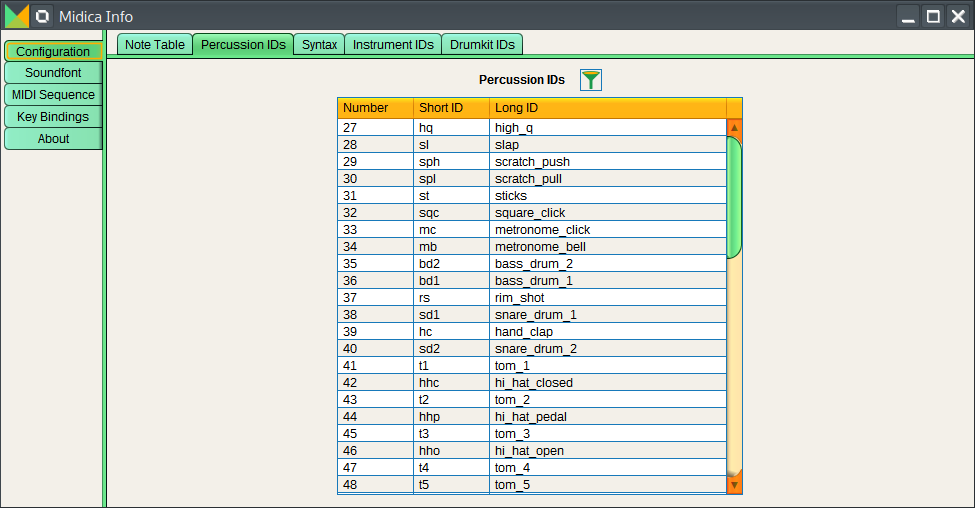 Midica Info
Note Table Percussion IDs Syntax Instrument IDs Drumkit IDs
Configuration
Soundfont
MIDI Sequence
Key Bindings
About
Percussion IDs
Number Short ID Long ID
27 hq high_q
28 sl slap
29 sph scratch_push
30 spl scratch_pull
31 st sticks
32 sqc square_click
33 mc metronome_click
34 mb metronome_bell
35 bd2 bass_drum_2
36 bd1 bass_drum_1
37 rs rim_shot
38 sd1 snare_drum_1
39 hc hand_clap
40 sd2 snare_drum_2
41 t1 tom_1
42 hhc hi_hat_closed
43 t2 tom_2
44 hhp hi_hat_pedal
45 t3 tom_3
46 hho hi_hat_open
47 t4 tom_4
48 t5 tom_5